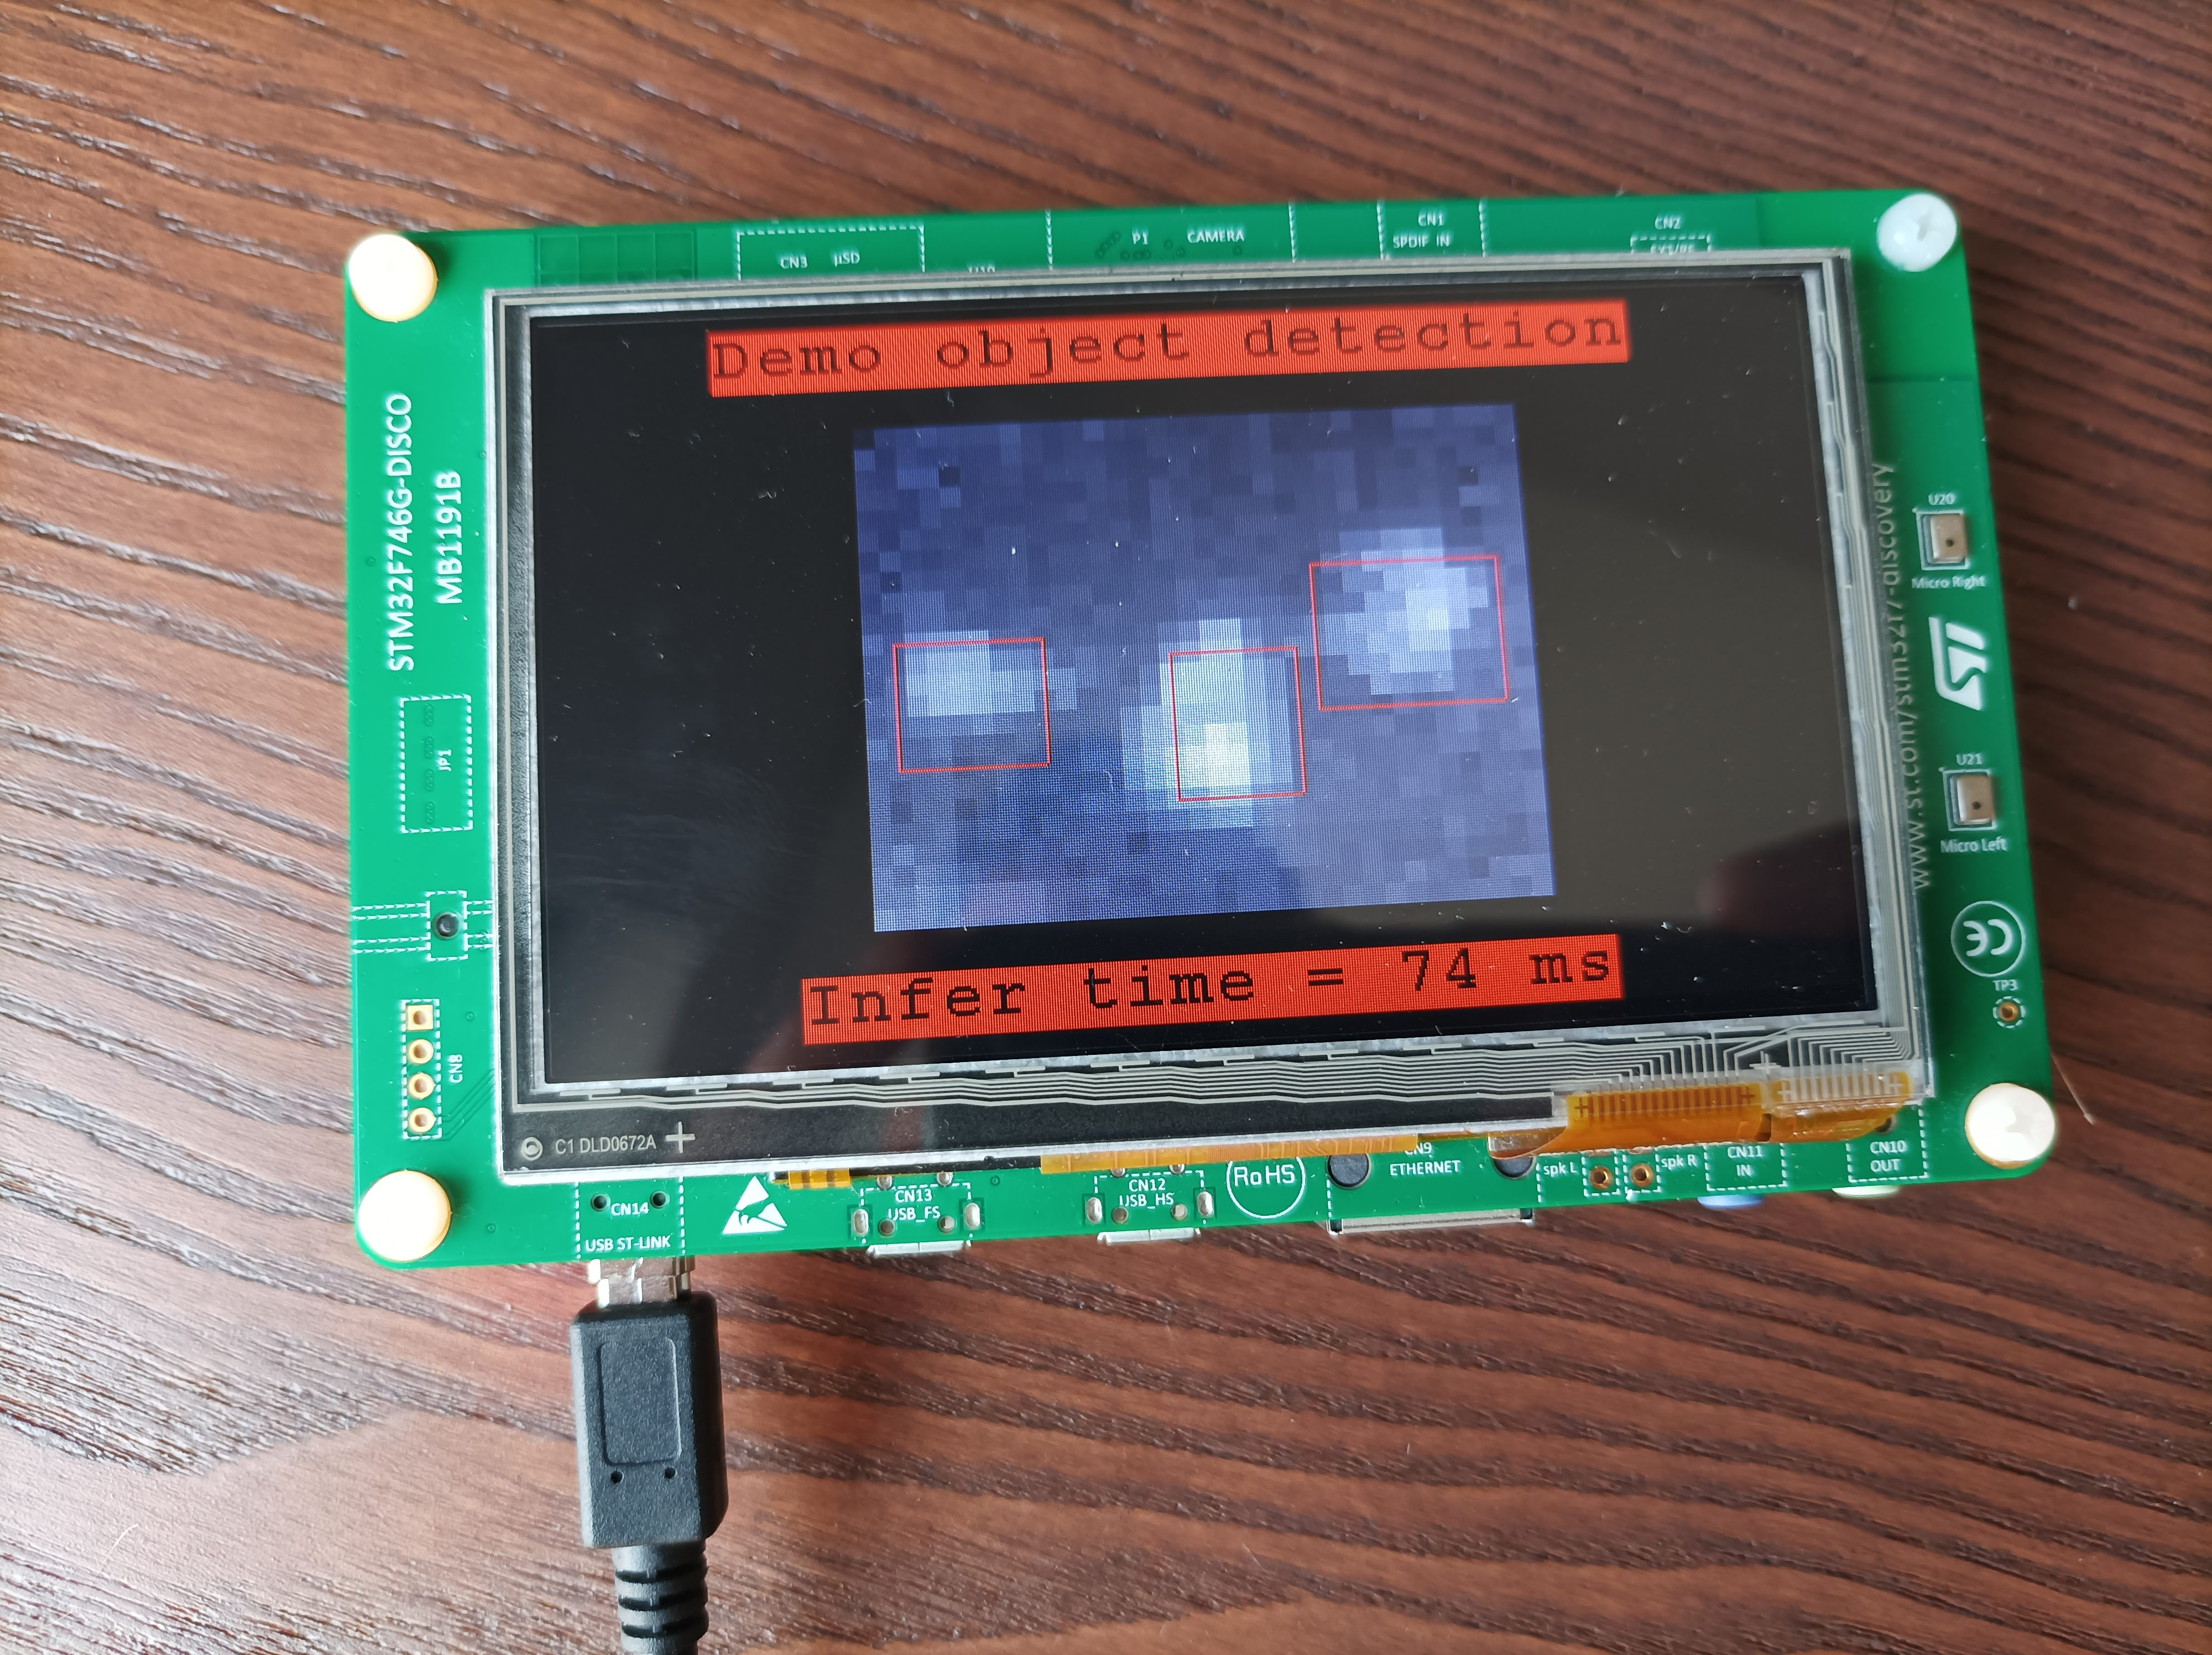 CN3 µSD
P1 CAMERA
CN1
SPDIF IN
CN2
Demo object detection
STM32F746G-DISCO
MB1191B
U20
Micro Right
ST
www.st.com/stm32f7-discovery
U21
Micro Left
JP1
CE
TP3
Infer time = 74 ms
CN8
C1 DLD0672A
CN14
USB ST-LINK
CN13
USB_FS
CN12
USB_HS
RoHS
CN9
ETHERNET
spk L
spk R
CN11
IN
CN10
OUT